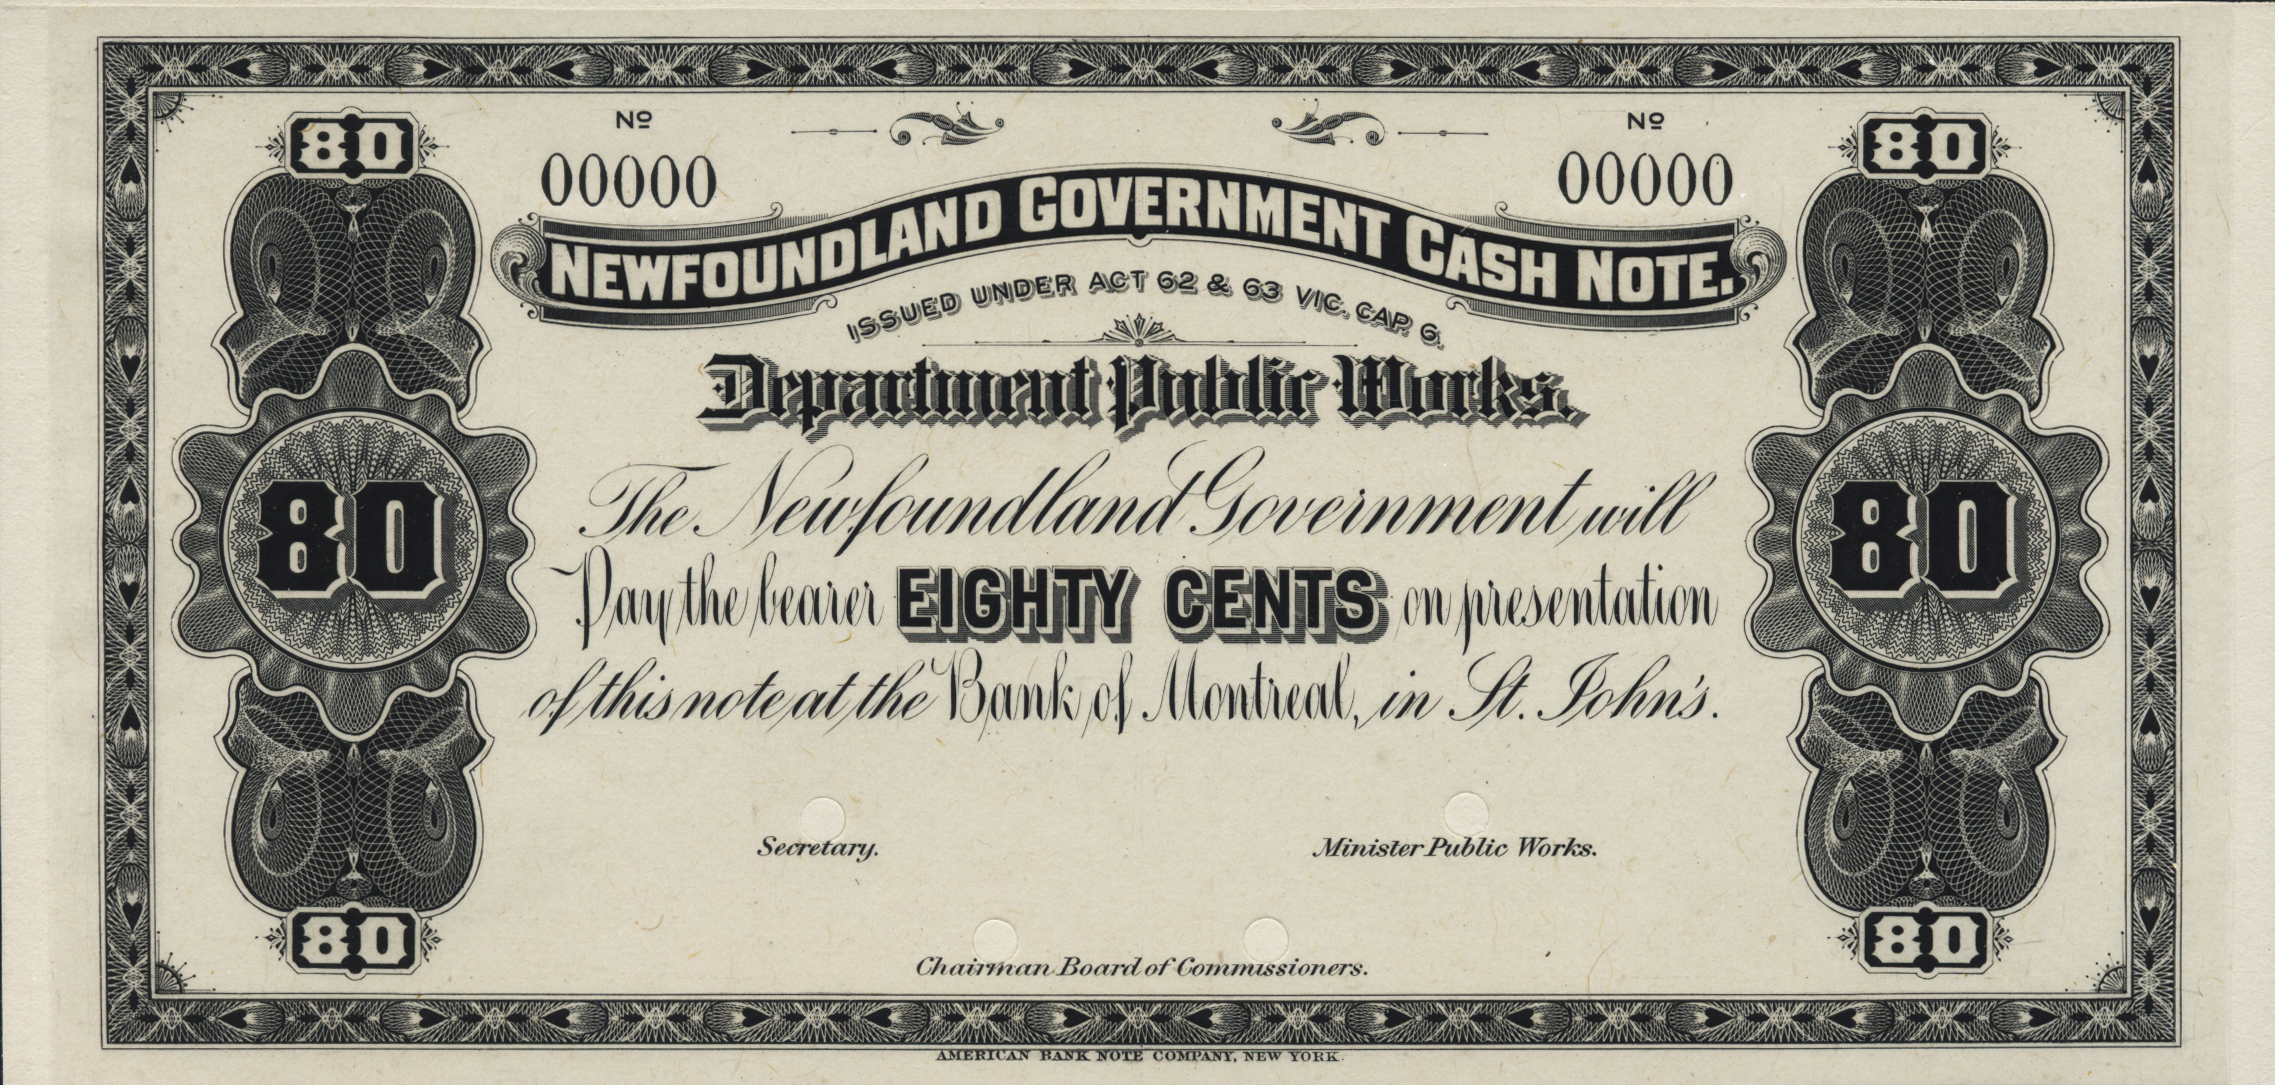 80 Nº Nº 80
00000 00000
NEWFOUNDLAND GOVERNMENT CASH NOTE.
ISSUED UNDER ACT 62 & 63 VIC. CAP. 6.
Department Public Works.
The Newfoundland Government will
80 Pay the bearer EIGHTY CENTS on presentation 80
of this note at the Bank of Montreal, in St. John's.
Secretary. Minister Public Works.
80 80
Chairman Board of Commissioners.
AMERICAN BANK NOTE COMPANY, NEW YORK.